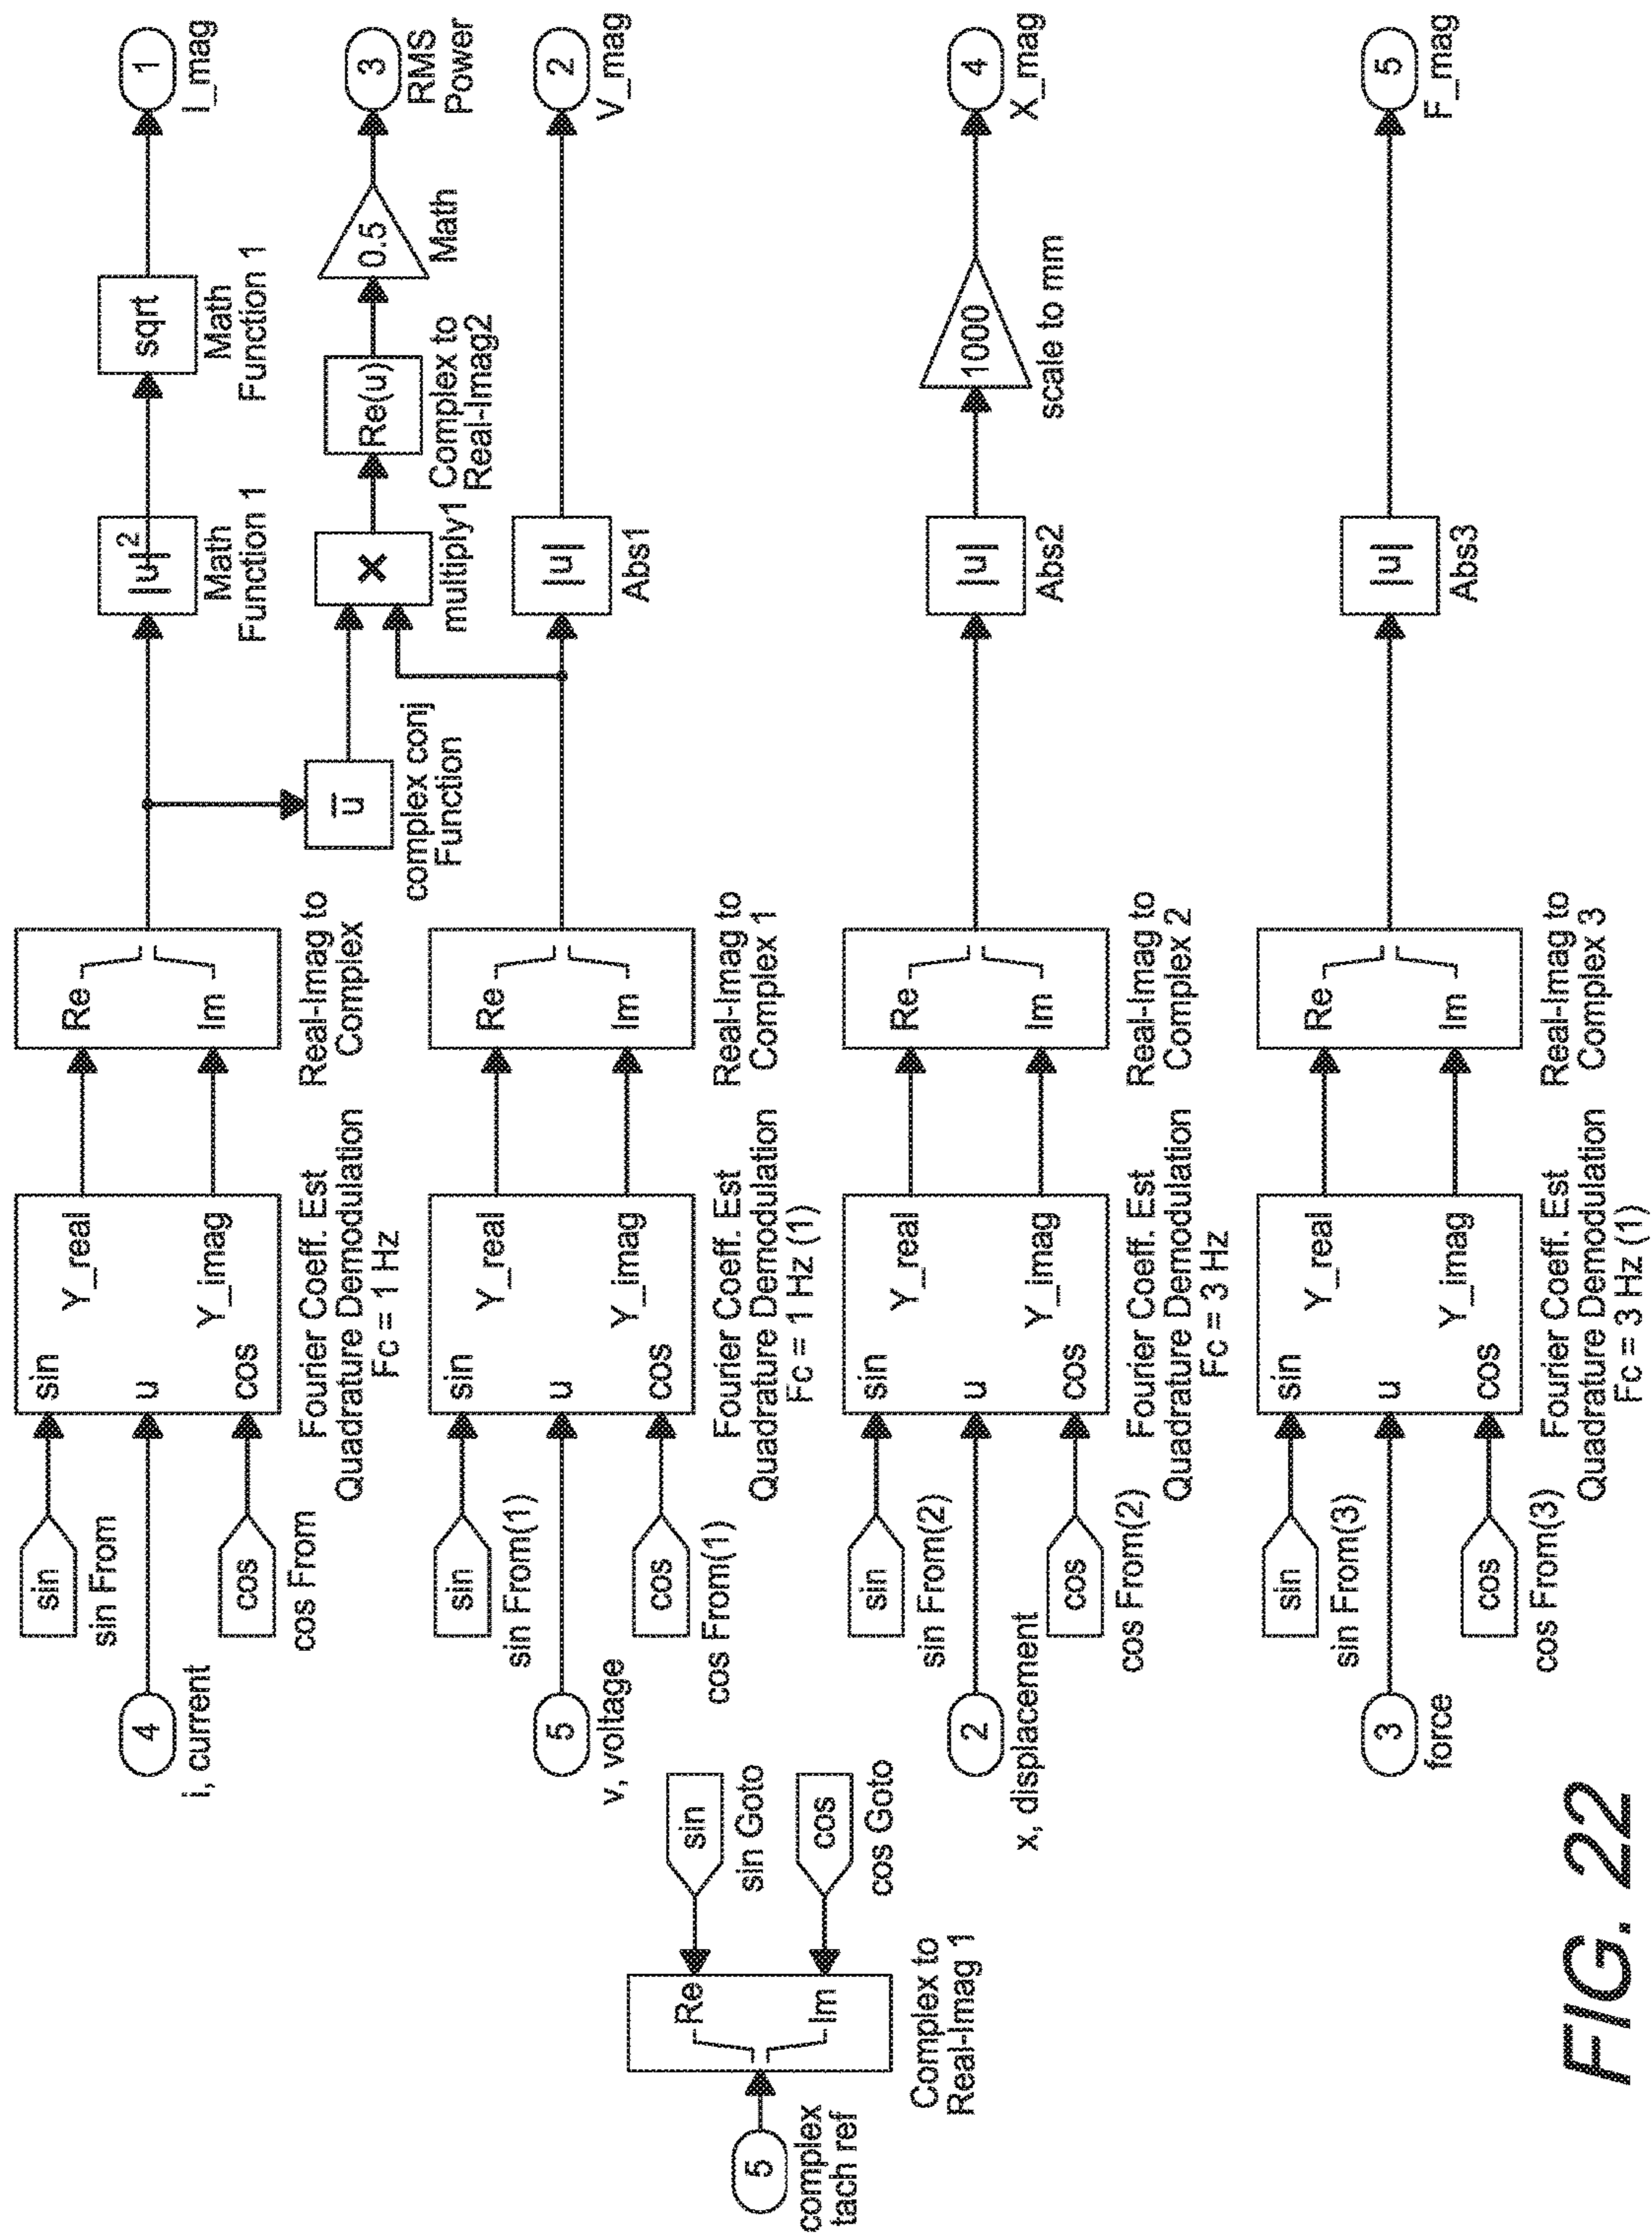 5
complex
tach ref
Re
Im
Complex to
Real-Imag 1
sin
sin Goto
cos
cos Goto
4
i, current
sin
sin From
cos
cos From
sin
u
cos
Y_real
Y_imag
Fourier Coeff. Est
Quadrature Demodulation
Fc = 1 Hz
Re
Im
Real-Imag to
Complex
|u|²
Math
Function 1
sqrt
Math
Function 1
1
I_mag
u̅
complex conj
Function
×
multiply1
Re(u)
Complex to
Real-Imag2
0.5
Math
3
RMS
Power
5
v, voltage
sin
sin From(1)
cos
cos From(1)
sin
u
cos
Y_real
Y_imag
Fourier Coeff. Est
Quadrature Demodulation
Fc = 1 Hz (1)
Re
Im
Real-Imag to
Complex 1
|u|
Abs1
2
V_mag
2
x, displacement
sin
sin From(2)
cos
cos From(2)
sin
u
cos
Y_real
Y_imag
Fourier Coeff. Est
Quadrature Demodulation
Fc = 3 Hz
Re
Im
Real-Imag to
Complex 2
|u|
Abs2
1000
scale to mm
4
X_mag
3
force
sin
sin From(3)
cos
cos From(3)
sin
u
cos
Y_real
Y_imag
Fourier Coeff. Est
Quadrature Demodulation
Fc = 3 Hz (1)
Re
Im
Real-Imag to
Complex 3
|u|
Abs3
5
F_mag
FIG. 22